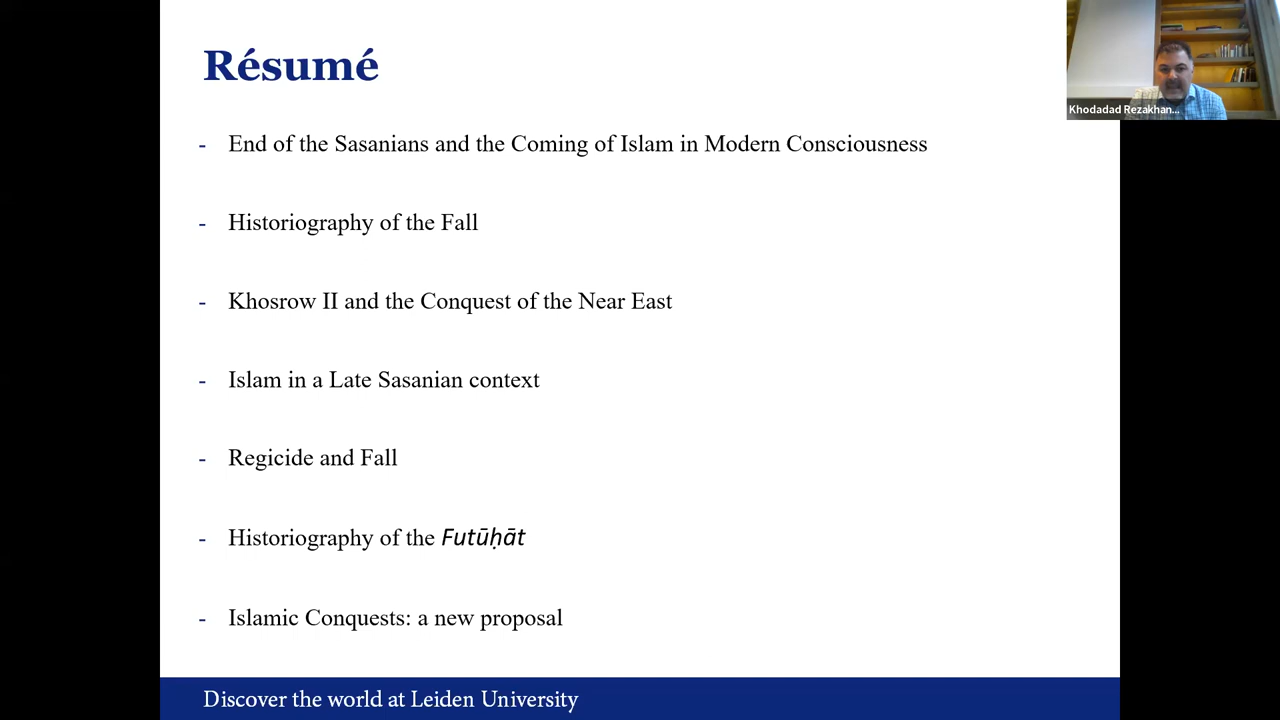 Résumé
Khodadad Rezakhan...
- End of the Sasanians and the Coming of Islam in Modern Consciousness
- Historiography of the Fall
- Khosrow II and the Conquest of the Near East
- Islam in a Late Sasanian context
- Regicide and Fall
- Historiography of the Futūḥāt
- Islamic Conquests: a new proposal
Discover the world at Leiden University